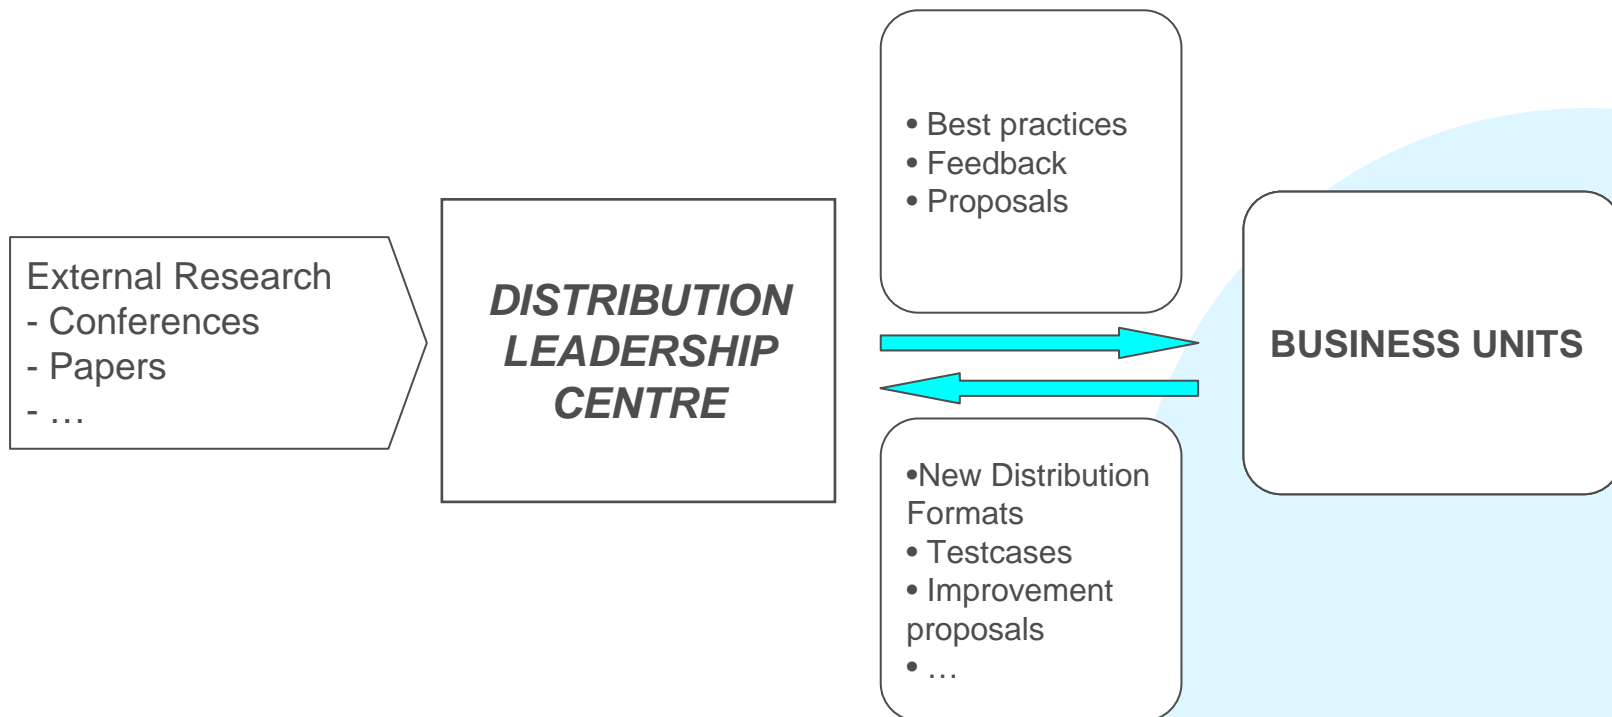 External Research
- Conferences
- Papers
- …
DISTRIBUTION
LEADERSHIP
CENTRE
• Best practices
• Feedback
• Proposals
•New Distribution
Formats
• Testcases
• Improvement
proposals
• …
BUSINESS UNITS